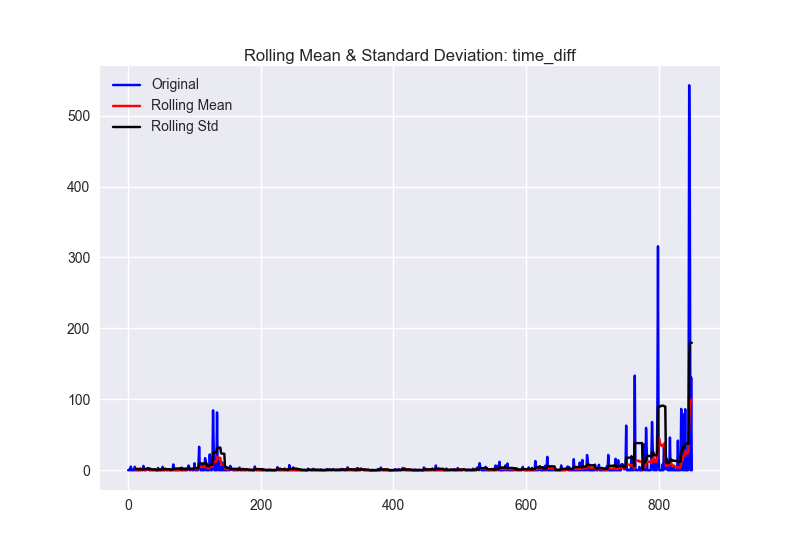 Rolling Mean & Standard Deviation: time_diff
Original
Rolling Mean
Rolling Std
500
400
300
200
100
0
0 200 400 600 800